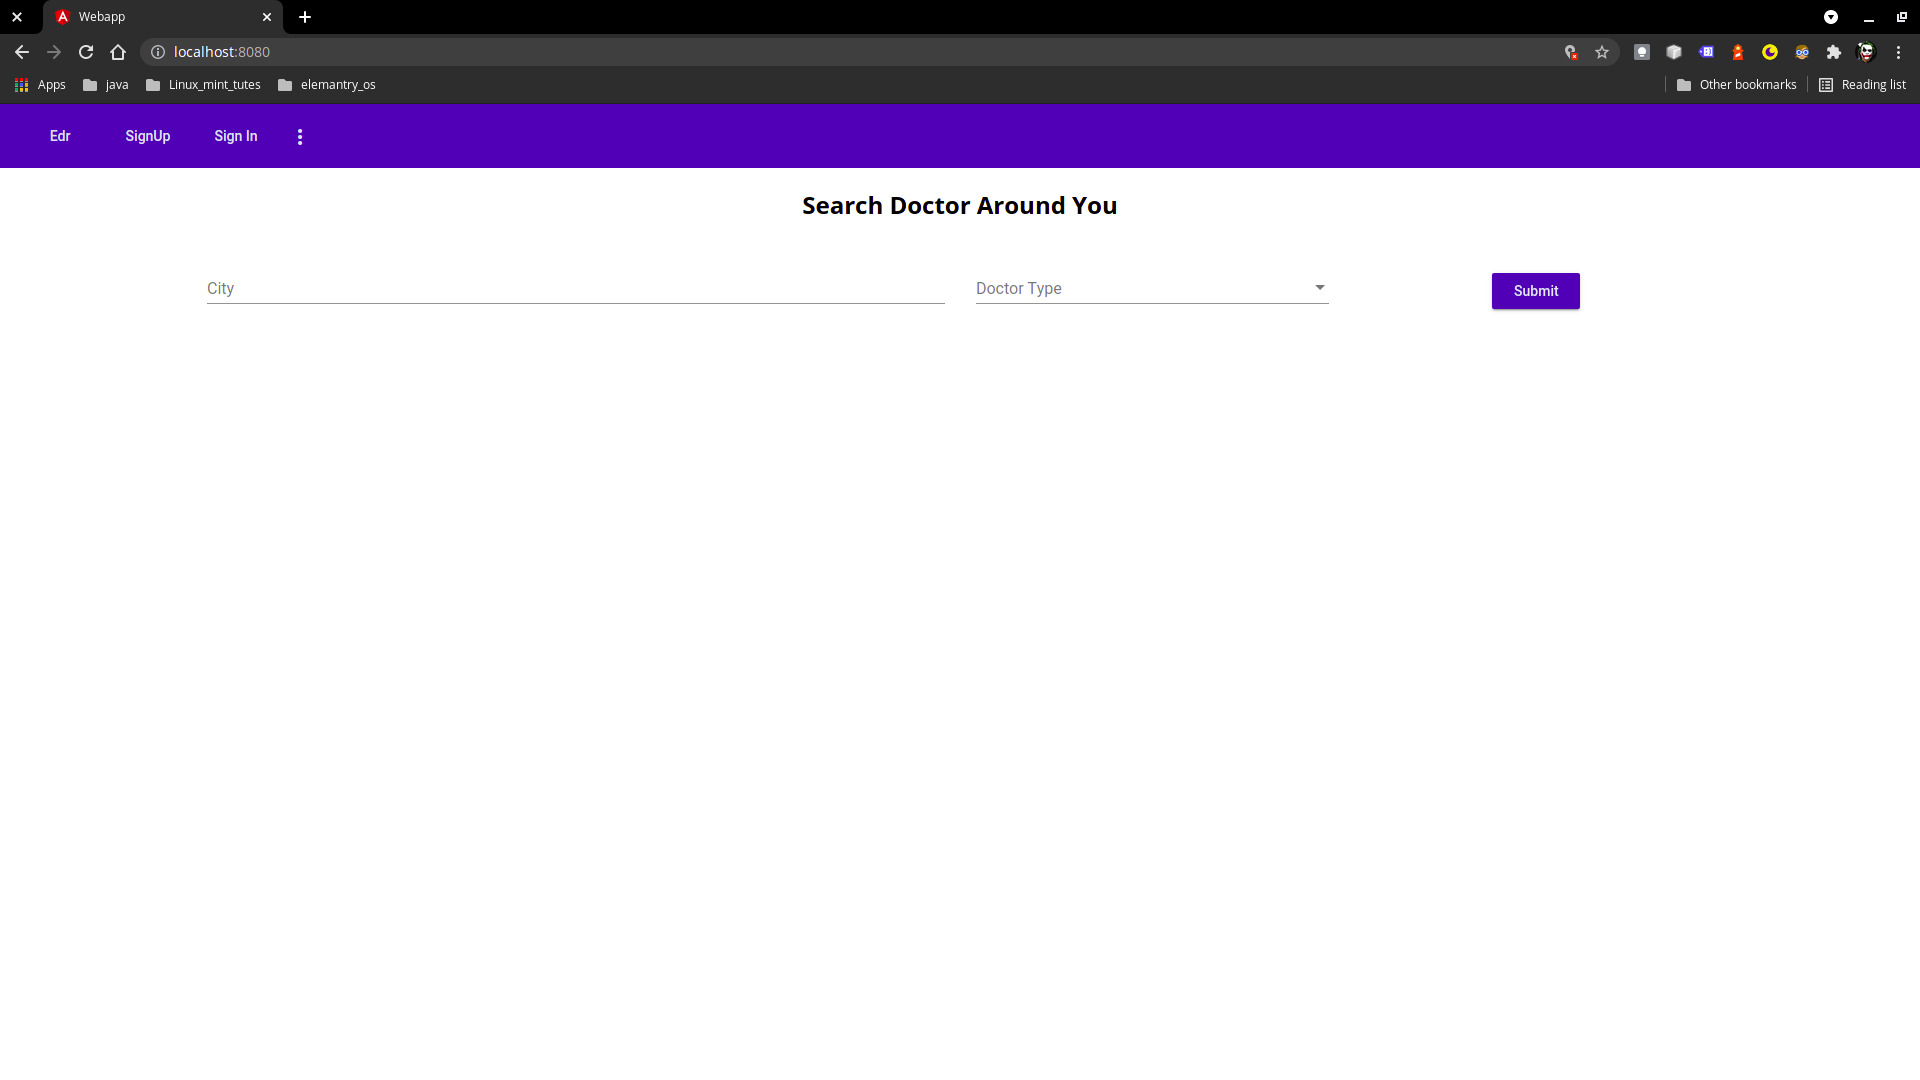 Webapp
localhost:8080
Apps java Linux_mint_tutes elemantry_os Other bookmarks Reading list
Edr SignUp Sign In
Search Doctor Around You
City Doctor Type Submit